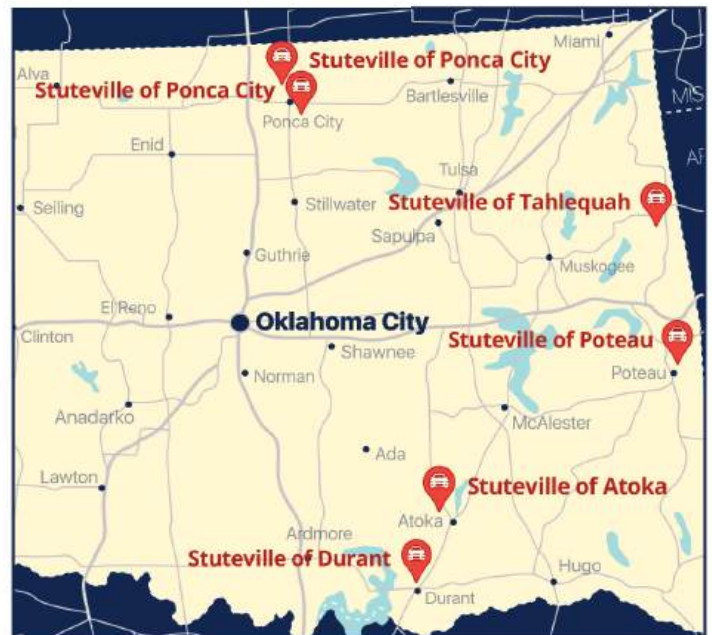 Miami
Stuteville of Ponca City
Alva
Stuteville of Ponca City
Bartlesville
Ponca City
MIS
Enid
AF
Tulsa
Stuteville of Tahlequah
Seiling
Stillwater
Sapulpa
Guthrie
Muskogee
El Reno
Oklahoma City
Clinton
Stuteville of Poteau
Shawnee
Norman
Poteau
Anadarko
McAlester
Ada
Lawton
Stuteville of Atoka
Atoka
Ardmore
Stuteville of Durant
Hugo
Durant